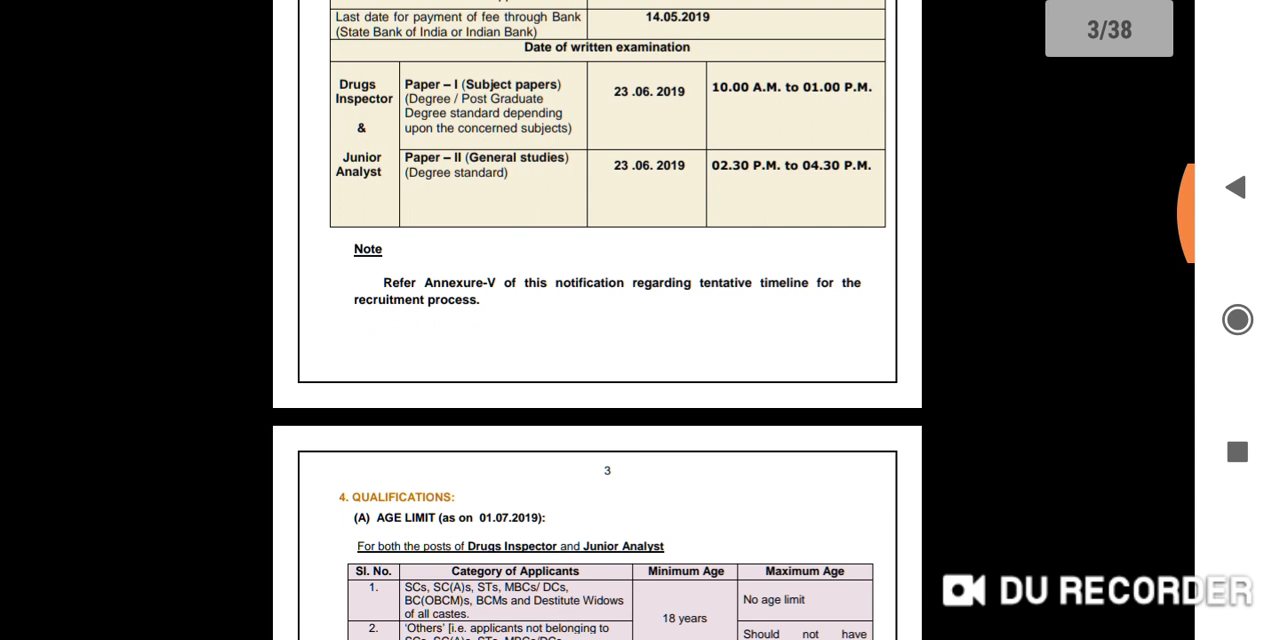 3/38
Last date for payment of fee through Bank
(State Bank of India or Indian Bank)
14.05.2019
Date of written examination
Drugs
Inspector
&
Junior
Analyst
Paper – I (Subject papers)
(Degree / Post Graduate
Degree standard depending
upon the concerned subjects)
23 .06. 2019
10.00 A.M. to 01.00 P.M.
Paper – II (General studies)
(Degree standard)
23 .06. 2019
02.30 P.M. to 04.30 P.M.
Note
Refer Annexure-V of this notification regarding tentative timeline for the
recruitment process.
3
4. QUALIFICATIONS:
(A) AGE LIMIT (as on 01.07.2019):
For both the posts of Drugs Inspector and Junior Analyst
Sl. No.
Category of Applicants
Minimum Age
Maximum Age
1.
SCs, SC(A)s, STs, MBCs/ DCs,
BC(OBCM)s, BCMs and Destitute Widows
of all castes.
18 years
No age limit
2.
'Others' [i.e. applicants not belonging to
SCs, SC(A)s, STs, MBCs/DCs,
Should not have
DU RECORDER